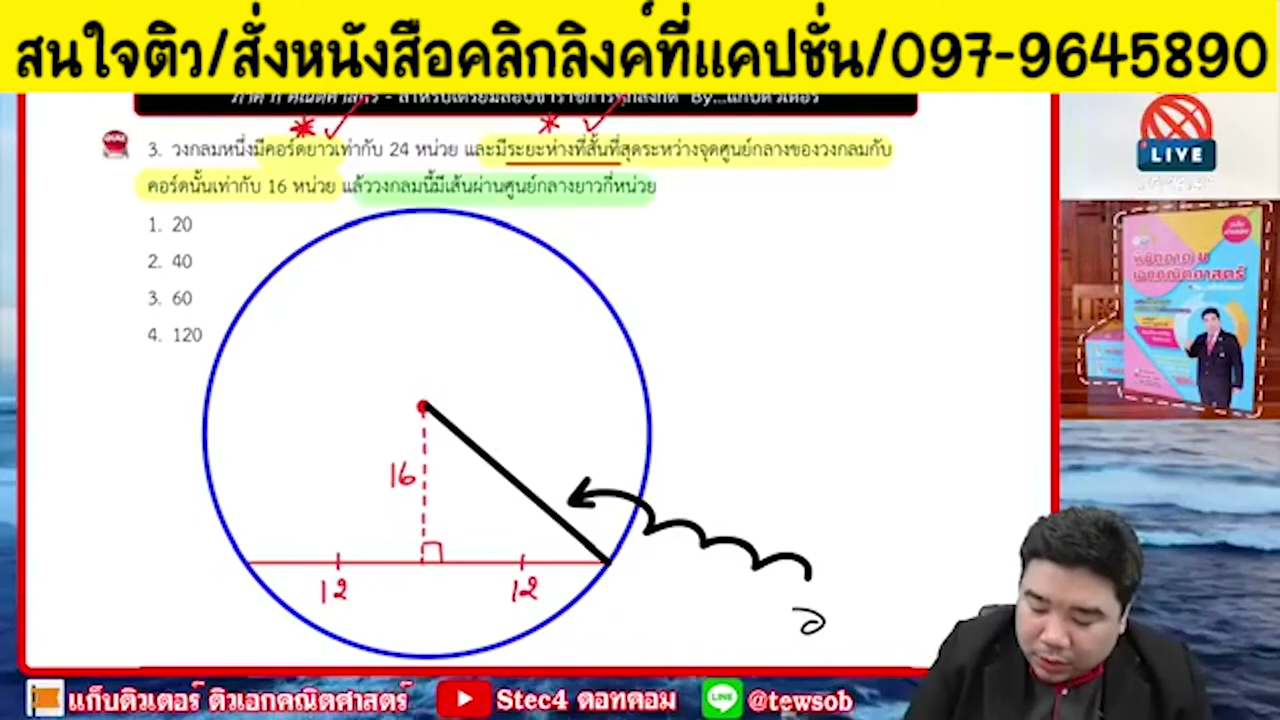 สนใจติว/สั่งหนังสือคลิกลิงค์ที่แคปชั่น/097-9645890
3. วงกลมหนึ่งมีคอร์ดยาวเท่ากับ 24 หน่วย และมีระยะห่างที่สั้นที่สุดระหว่างจุดศูนย์กลางของวงกลมกับ
คอร์ดนั้นเท่ากับ 16 หน่วย แล้ววงกลมนี้มีเส้นผ่านศูนย์กลางยาวกี่หน่วย
1. 20
2. 40
3. 60
4. 120
16
12 12
LIVE
แก็บติวเตอร์ ติวเอกคณิตศาสตร์
Stec4 ดอทคอม
LINE
@tewsob